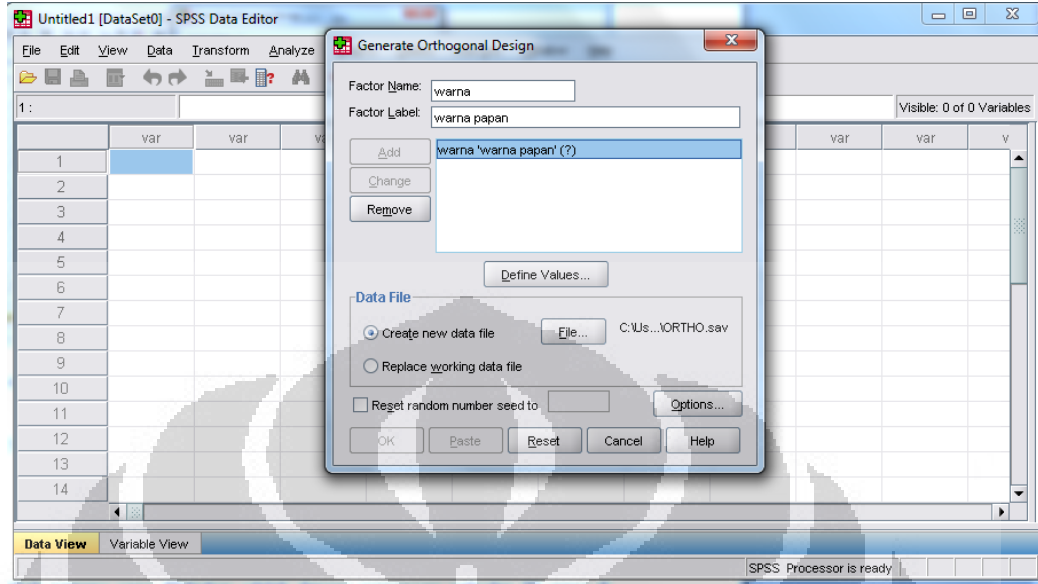 Untitled1 [DataSet0] - SPSS Data Editor
File Edit View Data Transform Analyze
1 :
Visible: 0 of 0 Variables
var var va var var v
1
2
3
4
5
6
7
8
9
10
11
12
13
14
Data View Variable View
SPSS Processor is ready
Generate Orthogonal Design
Factor Name: warna
Factor Label: warna papan
Add
Change
Remove
warna 'warna papan' (?)
Define Values...
Data File
Create new data file File... C:\Us...\ORTHO.sav
Replace working data file
Reset random number seed to Options...
OK Paste Reset Cancel Help